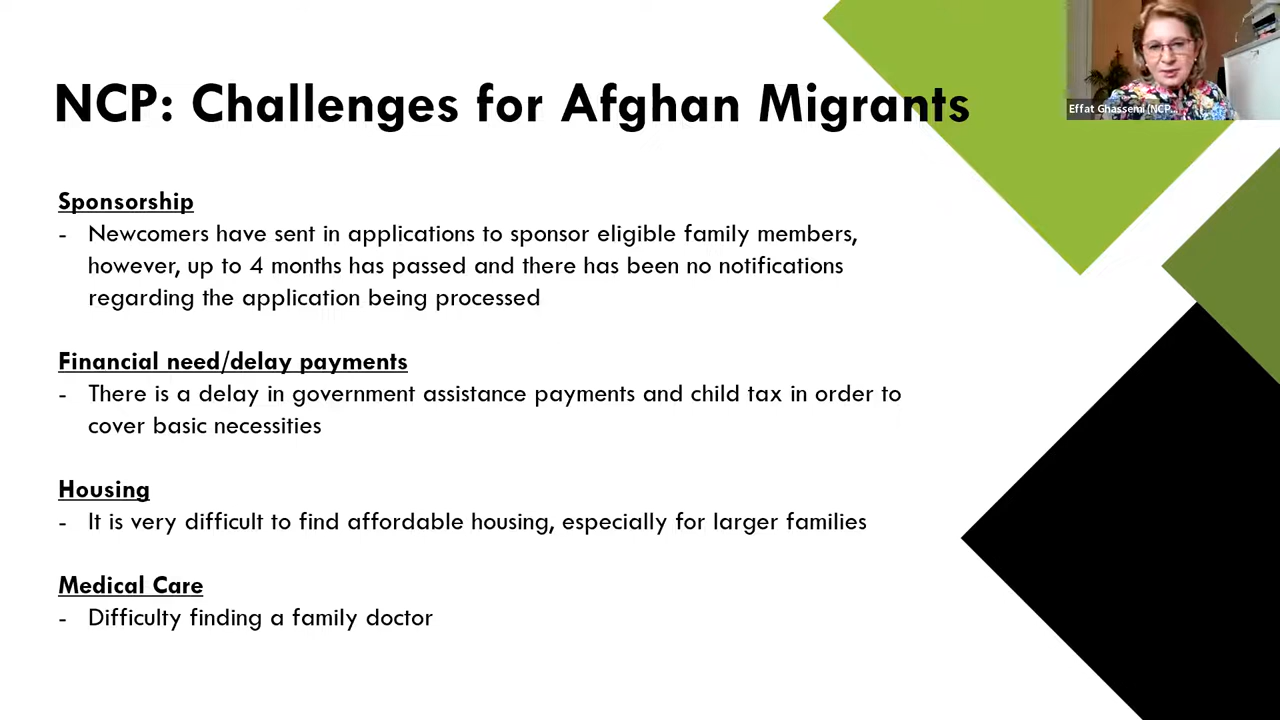 NCP: Challenges for Afghan Migrants
Effat Ghassemi (NCP...
Sponsorship
- Newcomers have sent in applications to sponsor eligible family members,
however, up to 4 months has passed and there has been no notifications
regarding the application being processed
Financial need/delay payments
- There is a delay in government assistance payments and child tax in order to
cover basic necessities
Housing
- It is very difficult to find affordable housing, especially for larger families
Medical Care
- Difficulty finding a family doctor